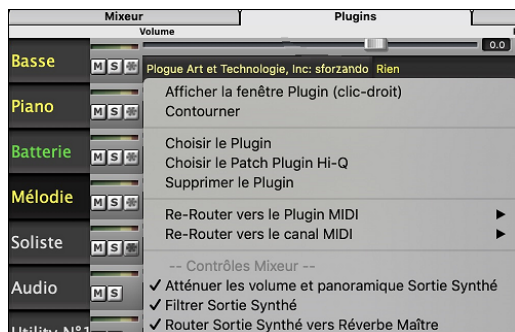 Mixeur Plugins
Volume
0.0
Basse
M S
Plogue Art et Technologie, Inc: sforzando Rien
Afficher la fenêtre Plugin (clic-droit)
Piano
M S
Contourner
Choisir le Plugin
Batterie
M S
Choisir le Patch Plugin Hi-Q
Supprimer le Plugin
Mélodie
M S
Re-Router vers le Plugin MIDI
Re-Router vers le canal MIDI
Soliste
M S
-- Contrôles Mixeur --
Audio
M S
✓ Atténuer les volume et panoramique Sortie Synthé
✓ Filtrer Sortie Synthé
Utility N°1
✓ Router Sortie Synthé vers Réverbe Maître